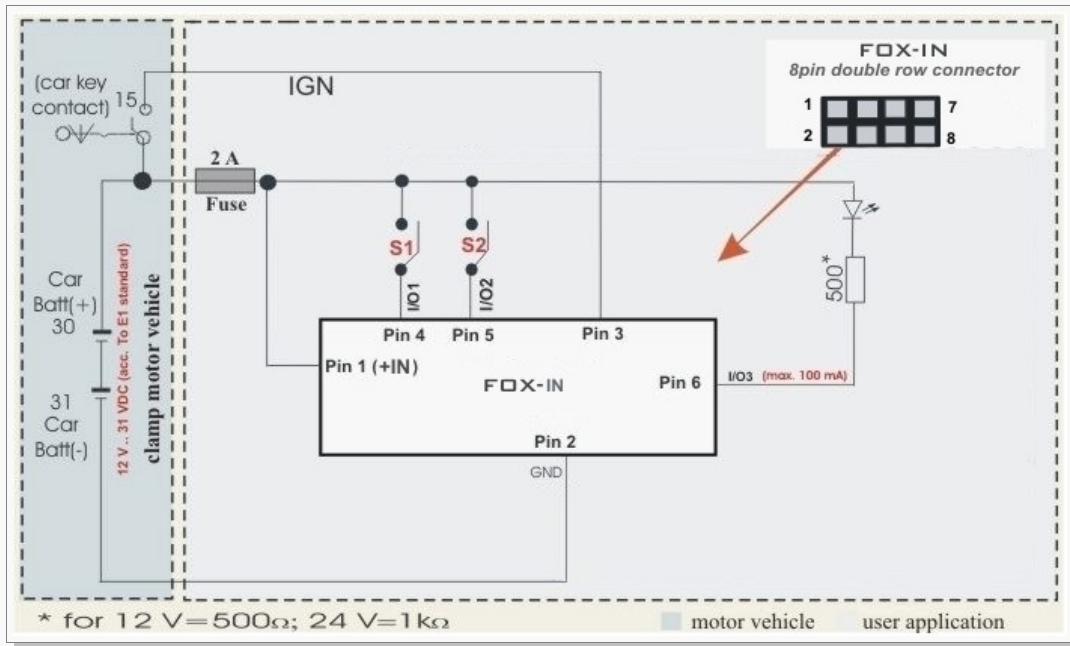 FOX-IN
8pin double row connector
1
7
2
8
(car key
contact)
15
IGN
2 A
Fuse
S1
S2
I/O1
I/O2
500*
Car
Batt(+)
30
31
Car
Batt(-)
12 V .. 31 VDC (acc. To E1 standard)
clamp motor vehicle
Pin 4
Pin 5
Pin 3
Pin 1 (+IN)
FOX-IN
Pin 6
I/O3 (max. 100 mA)
Pin 2
GND
* for 12 V=500Ω; 24 V=1kΩ
motor vehicle
user application